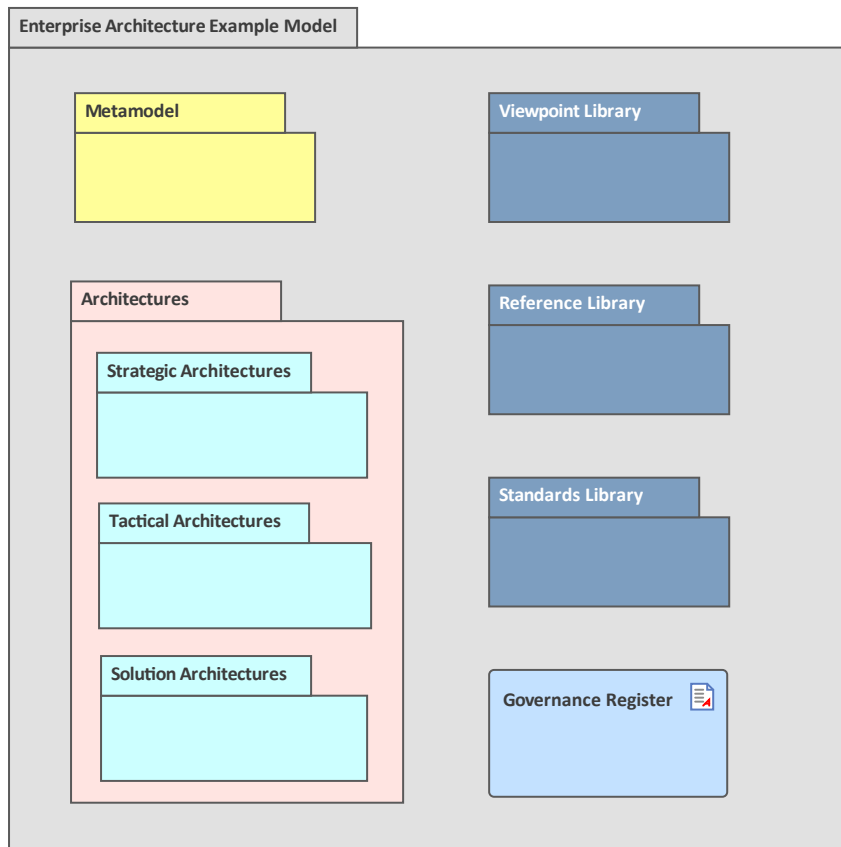 Enterprise Architecture Example Model
Metamodel
Viewpoint Library
Architectures
Reference Library
Strategic Architectures
Standards Library
Tactical Architectures
Solution Architectures
Governance Register